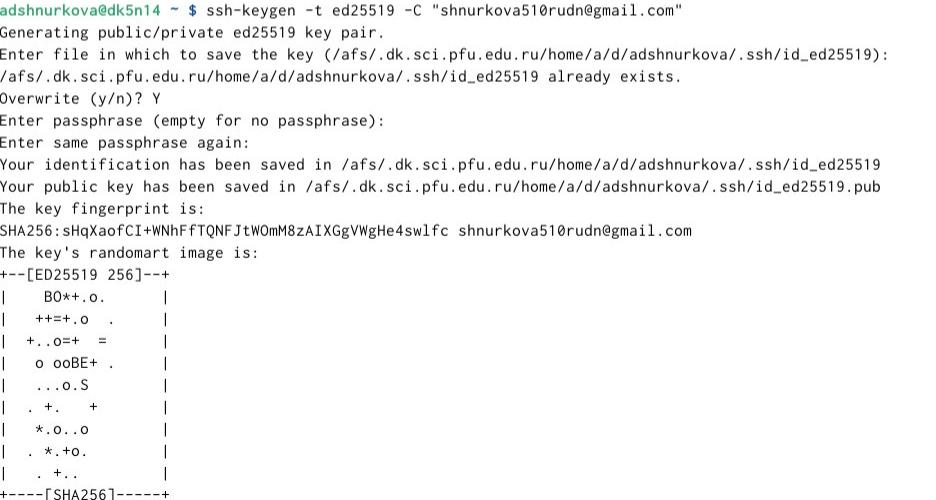 adshnurkova@dk5n14 ~ $ ssh-keygen -t ed25519 -C "shnurkova510rudn@gmail.com"
Generating public/private ed25519 key pair.
Enter file in which to save the key (/afs/.dk.sci.pfu.edu.ru/home/a/d/adshnurkova/.ssh/id_ed25519):
/afs/.dk.sci.pfu.edu.ru/home/a/d/adshnurkova/.ssh/id_ed25519 already exists.
Overwrite (y/n)? Y
Enter passphrase (empty for no passphrase):
Enter same passphrase again:
Your identification has been saved in /afs/.dk.sci.pfu.edu.ru/home/a/d/adshnurkova/.ssh/id_ed25519
Your public key has been saved in /afs/.dk.sci.pfu.edu.ru/home/a/d/adshnurkova/.ssh/id_ed25519.pub
The key fingerprint is:
SHA256:sHqXaofCI+WNhFfTQNFJtWOmM8zAIXGgVWgHe4swlfc shnurkova510rudn@gmail.com
The key's randomart image is:
+--[ED25519 256]--+
|     BO*+.o.     |
|    ++=+.o  .    |
|   +..o=+  =     |
|    o ooBE+ .    |
|    ...o.S       |
|   . +.   +      |
|    *.o..o       |
|   . *.+o.       |
|    . +..        |
+----[SHA256]-----+